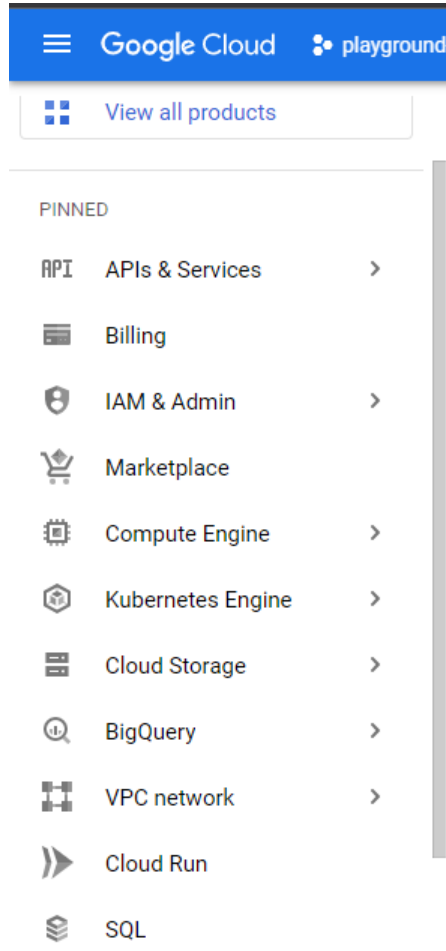 Google Cloud playground
View all products
PINNED
API APIs & Services
Billing
IAM & Admin
Marketplace
Compute Engine
Kubernetes Engine
Cloud Storage
BigQuery
VPC network
Cloud Run
SQL